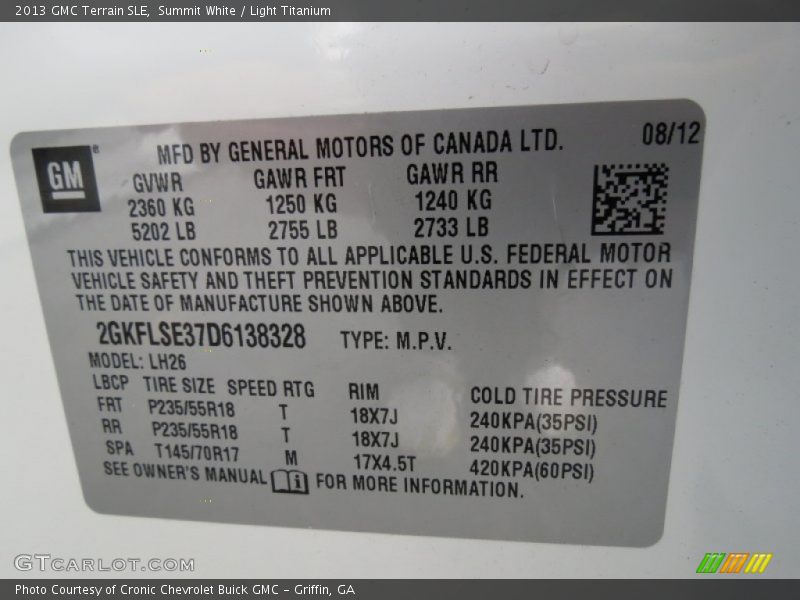 2013 GMC Terrain SLE,  Summit White / Light Titanium
GM®
MFD BY GENERAL MOTORS OF CANADA LTD.
08/12
GVWR GAWR FRT GAWR RR
2360 KG 1250 KG 1240 KG
5202 LB 2755 LB 2733 LB
THIS VEHICLE CONFORMS TO ALL APPLICABLE U.S. FEDERAL MOTOR
VEHICLE SAFETY AND THEFT PREVENTION STANDARDS IN EFFECT ON
THE DATE OF MANUFACTURE SHOWN ABOVE.
2GKFLSE37D6138328 TYPE: M.P.V.
MODEL: LH26
LBCP TIRE SIZE SPEED RTG RIM COLD TIRE PRESSURE
FRT P235/55R18 T 18X7J 240KPA(35PSI)
RR P235/55R18 T 18X7J 240KPA(35PSI)
SPA T145/70R17 M 17X4.5T 420KPA(60PSI)
SEE OWNER'S MANUAL i FOR MORE INFORMATION.
GTCARLOT.COM
Photo Courtesy of Cronic Chevrolet Buick GMC – Griffin, GA